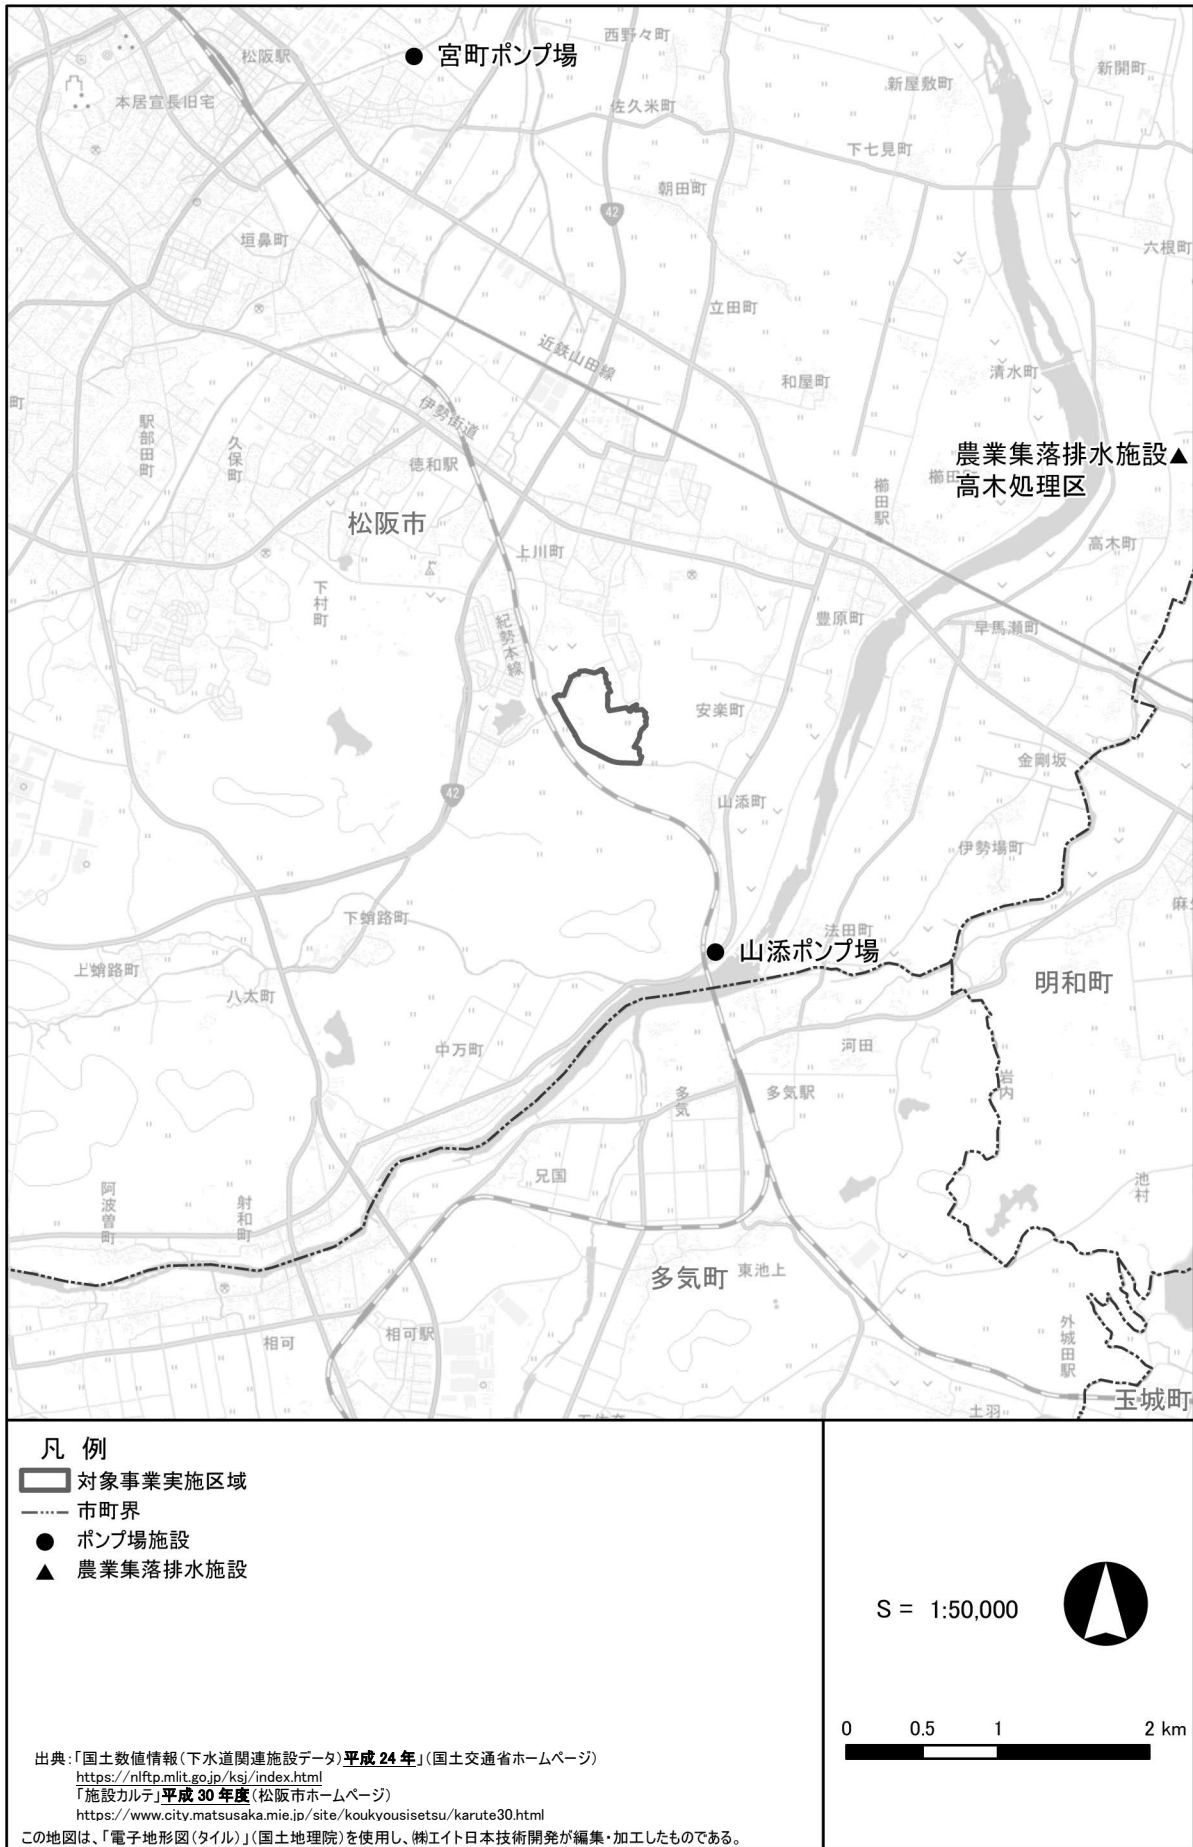 宮町ポンプ場
松阪駅
西野々町
新屋敷町
新開町
本居宣長旧宅
佐久米町
下七見町
朝田町
42
垣鼻町
六根町
立田町
近鉄山田線
和屋町
清水町
町
伊勢街道
駅部田町
久保町
徳和駅
農業集落排水施設▲
高木処理区
櫛田駅
松阪市
上川町
高木町
下村町
紀勢本線
豊原町
早馬瀬町
安楽町
金剛坂
42
山添町
伊勢場町
下蛸路町
法田町
山添ポンプ場
上蛸路町
八太町
明和町
中万町
河田
多気
多気駅
岩内
兄国
池村
阿波曽町
射和町
多気町
東池上
相可
相可駅
外城田駅
玉城町
土羽
凡 例
対象事業実施区域
市町界
● ポンプ場施設
▲ 農業集落排水施設
S = 1:50,000
0 0.5 1 2 km
出典:「国土数値情報(下水道関連施設データ)平成 24 年」(国土交通省ホームページ)
https://nlftp.mlit.go.jp/ksj/index.html
「施設カルテ」平成 30 年度(松阪市ホームページ)
https://www.city.matsusaka.mie.jp/site/koukyousisetsu/karute30.html
この地図は、「電子地形図(タイル)」(国土地理院)を使用し、㈱エイト日本技術開発が編集・加工したものである。